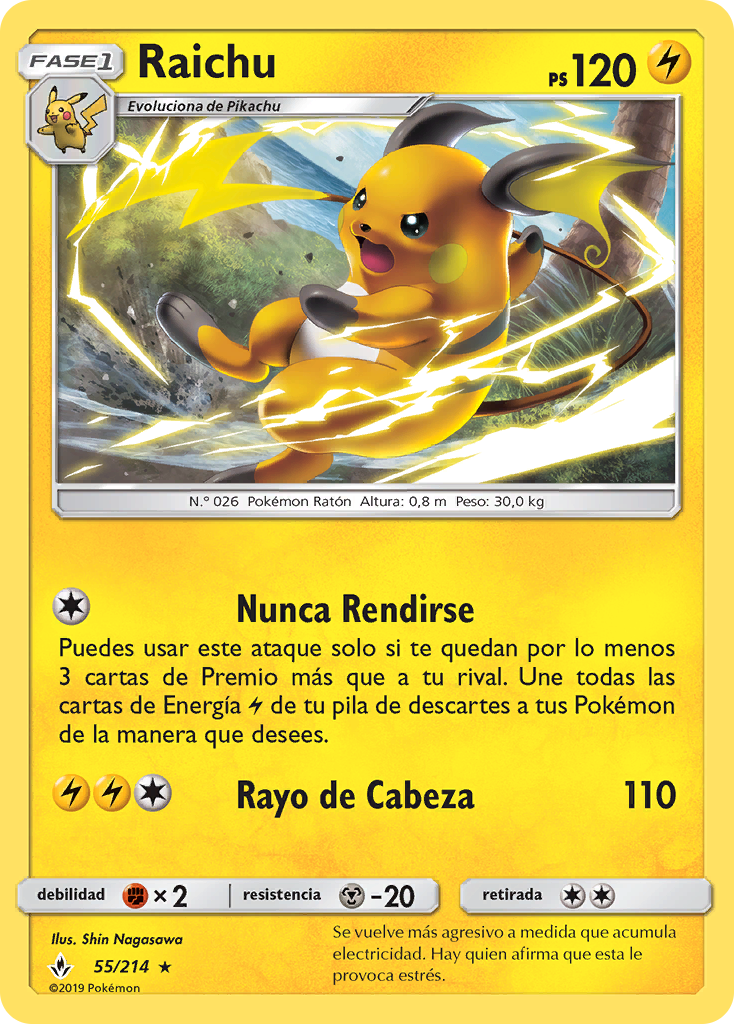 FASE 1
Raichu
PS 120
Evoluciona de Pikachu
N.º 026 Pokémon Ratón Altura: 0,8 m Peso: 30,0 kg
Nunca Rendirse
Puedes usar este ataque solo si te quedan por lo menos
3 cartas de Premio más que a tu rival. Une todas las
cartas de Energía de tu pila de descartes a tus Pokémon
de la manera que desees.
Rayo de Cabeza 110
debilidad × 2 resistencia -20 retirada
Ilus. Shin Nagasawa
55/214 ★
©2019 Pokémon
Se vuelve más agresivo a medida que acumula
electricidad. Hay quien afirma que esta le
provoca estrés.